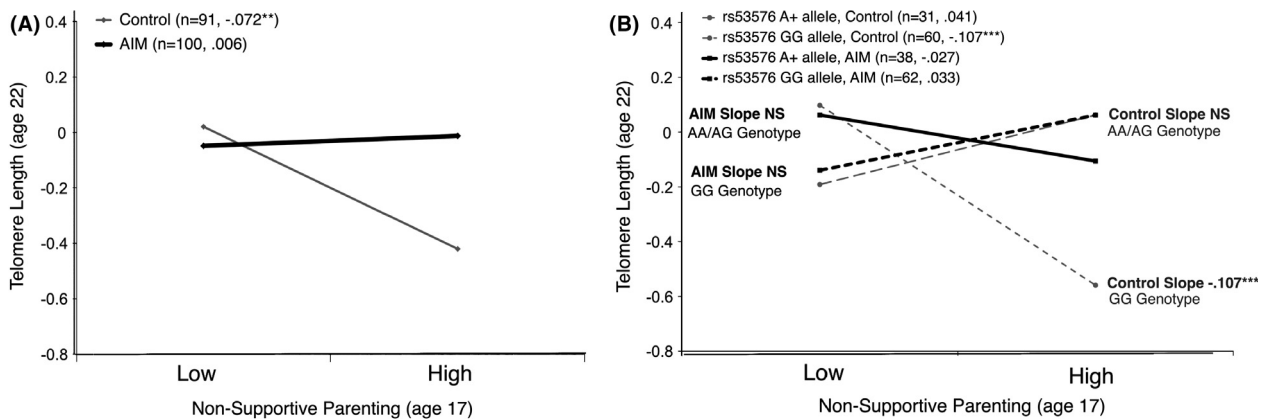 (A)
Control (n=91, -.072**)
AIM (n=100, .006)
Telomere Length (age 22)
0.4
0.2
0
-0.2
-0.4
-0.6
-0.8
Low
High
Non-Supportive Parenting (age 17)
(B)
rs53576 A+ allele, Control (n=31, .041)
rs53576 GG allele, Control (n=60, -.107***)
rs53576 A+ allele, AIM (n=38, -.027)
rs53576 GG allele, AIM (n=62, .033)
Telomere Length (age 22)
0.4
0.2
0
-0.2
-0.4
-0.6
-0.8
AIM Slope NS
AA/AG Genotype
AIM Slope NS
GG Genotype
Control Slope NS
AA/AG Genotype
Control Slope -.107***
GG Genotype
Low
High
Non-Supportive Parenting (age 17)